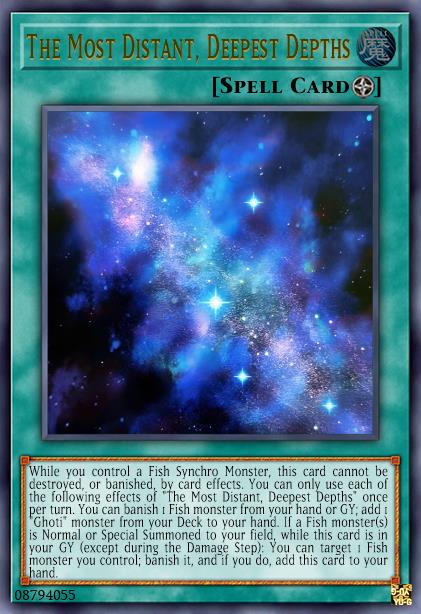 The Most Distant, Deepest Depths
SPELL
魔
[Spell Card]
While you control a Fish Synchro Monster, this card cannot be
destroyed, or banished, by card effects. You can only use each of
the following effects of "The Most Distant, Deepest Depths" once
per turn. You can banish 1 Fish monster from your hand or GY; add 1
"Ghoti" monster from your Deck to your hand. If a Fish monster(s)
is Normal or Special Summoned to your field, while this card is in
your GY (except during the Damage Step): You can target 1 Fish
monster you control; banish it, and if you do, add this card to your
hand.
08794055